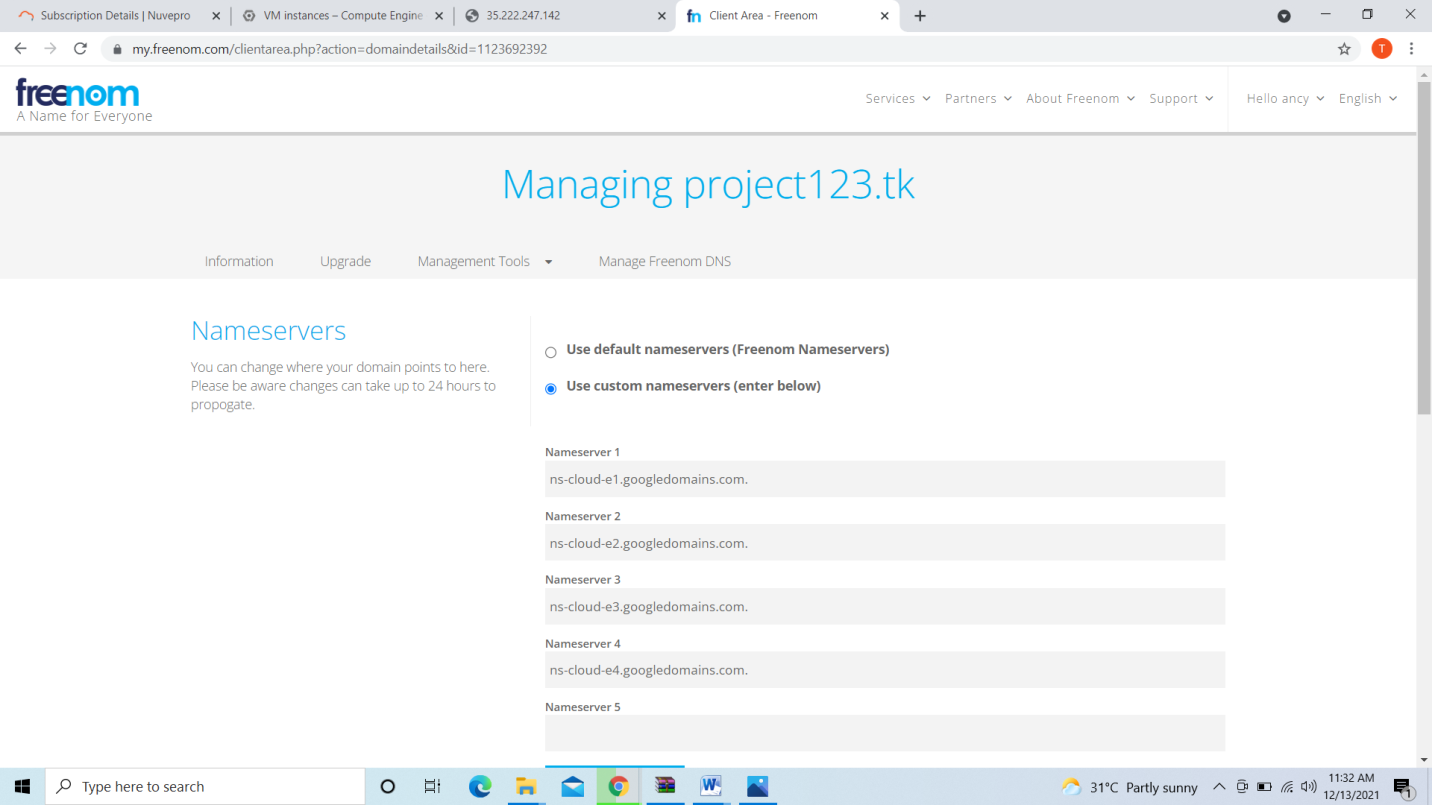 Subscription Details | Nuvepro
VM instances – Compute Engine
35.222.247.142
Client Area - Freenom
my.freenom.com/clientarea.php?action=domaindetails&id=1123692392
T
freenom
A Name for Everyone
Services
Partners
About Freenom
Support
Hello ancy
English
Managing project123.tk
Information
Upgrade
Management Tools
Manage Freenom DNS
Nameservers
You can change where your domain points to here.
Please be aware changes can take up to 24 hours to
propogate.
Use default nameservers (Freenom Nameservers)
Use custom nameservers (enter below)
Nameserver 1
ns-cloud-e1.googledomains.com.
Nameserver 2
ns-cloud-e2.googledomains.com.
Nameserver 3
ns-cloud-e3.googledomains.com.
Nameserver 4
ns-cloud-e4.googledomains.com.
Nameserver 5
Type here to search
31°C Partly sunny
11:32 AM
12/13/2021
1